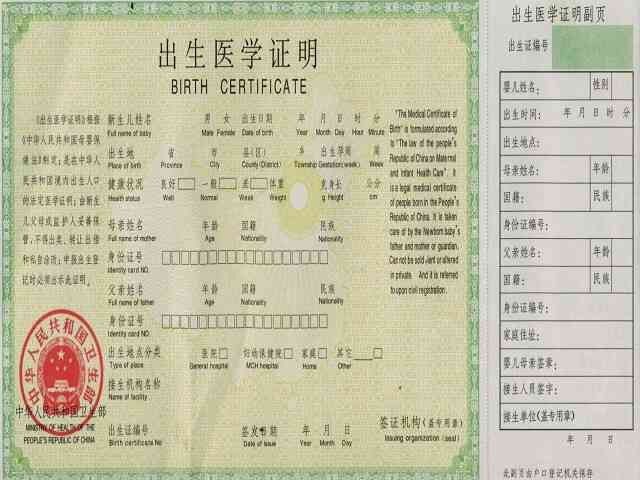 出生医学证明
BIRTH CERTIFICATE
《出生医学证明》根据
《中华人民共和国母婴保
健法》制定;是在中华人
民共和国境内出生人口
的法定医学证明;由新生
儿父母或监护人妥善保
管,不得出卖、转让、出借
和私自涂改;申报出生登
记时必须出示此证明。
新生儿姓名 男 女 出生日期 年 月 日 时 分
Full name of baby Male Female Date of birth Year Month Day Hour Minute
出生地 省 市 县(区) 乡 出生孕周 周
Place of birth Province City County(District) Township Gestation(week) Week
健康状况 良好 一般 差 体重 克 身长 公分
Health status Well Normal Weak Weight g Height cm
母亲姓名 年龄 国籍 民族
Full name of mother Age Nationality Nationality
身份证号
Identity card NO.
父亲姓名 年龄 国籍 民族
Full name of father Age Nationality Nationality
身份证号
Identity card NO
出生地点分类 医院 妇幼保健院 家庭 其它
Type of place General hospital MCH hospital Home Other
接生机构名称
Name of facility
出生证编号 签发日期 年 月 日
Birth certificate No Date of issue Year Month Day
"The Medical Certificate of
Birth" is formulated according
to "The law of the people's
Republic of China on Maternal
and Infant Health Care". It
is a legal medical certificate
of people born in the People's
Republic of China. It is taken
care of by the Newborn baby's
father and mother or guardian.
Can not be sold ,lent or altered
in private. And it is referred
to upon civil registration.
签证机构(盖专用章)
Issuing organization (seal)
中华人民共和国卫生部
中华人民共和国卫生部
MINISTRY OF HEALTH OF THE
PEOPLE'S REPUBLIC OF CHINA
出生医学证明副页
出生证编号
婴儿姓名: 性别
出生时间: 年 月 日 时 分
出生地点:
母亲姓名: 年龄
国籍: 民族
身份证编号:
父亲姓名: 年龄
国籍: 民族
身份证编号:
家庭住址:
婴儿母亲签章:
接生人员签字:
接生单位(盖专用章)
年 月 日
此副页由户口登记机关保存